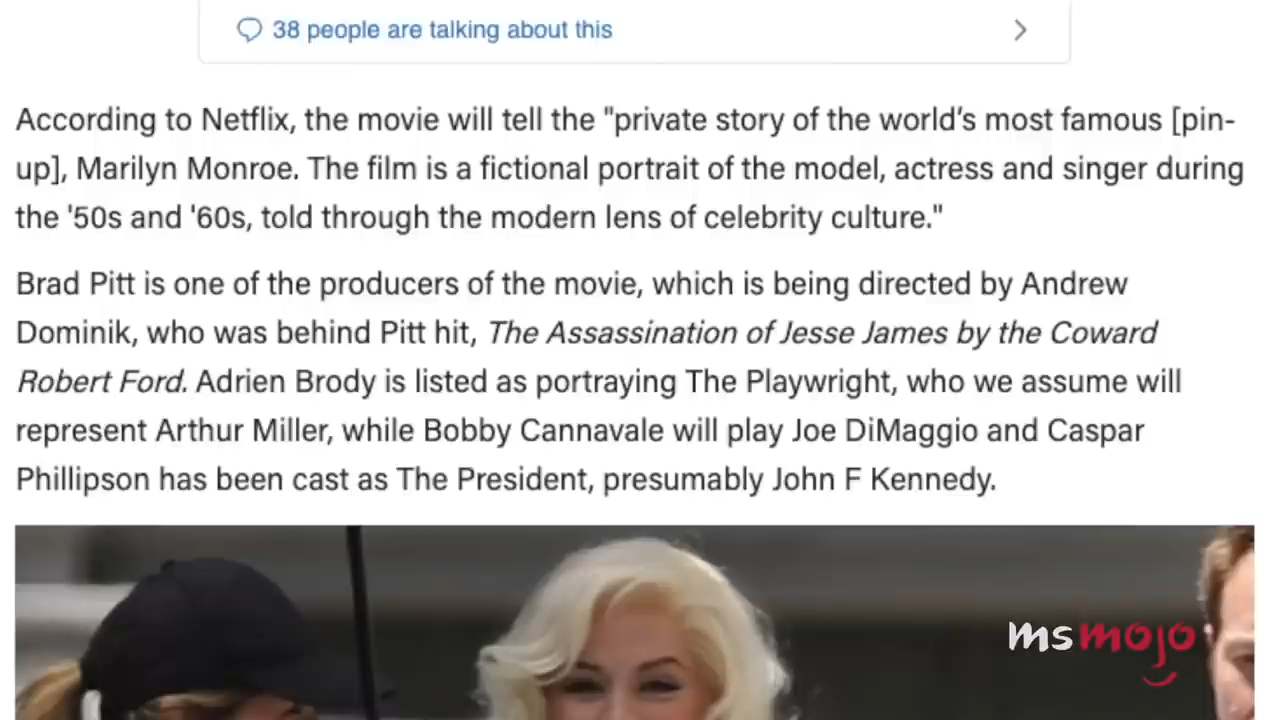 38 people are talking about this
According to Netflix, the movie will tell the "private story of the world’s most famous [pin-
up], Marilyn Monroe. The film is a fictional portrait of the model, actress and singer during
the '50s and '60s, told through the modern lens of celebrity culture."
Brad Pitt is one of the producers of the movie, which is being directed by Andrew
Dominik, who was behind Pitt hit, The Assassination of Jesse James by the Coward
Robert Ford. Adrien Brody is listed as portraying The Playwright, who we assume will
represent Arthur Miller, while Bobby Cannavale will play Joe DiMaggio and Caspar
Phillipson has been cast as The President, presumably John F Kennedy.
msmojo